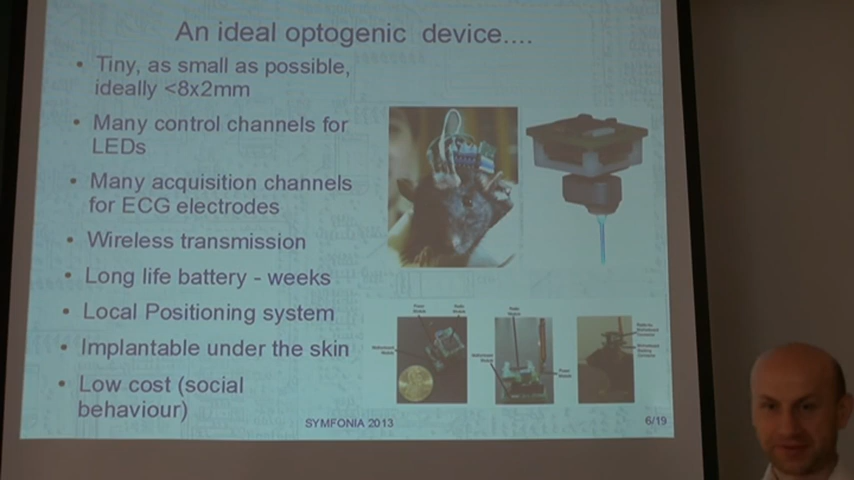 An ideal optogenic device....
• Tiny, as small as possible,
ideally <8x2mm
• Many control channels for
LEDs
• Many acquisition channels
for ECG electrodes
• Wireless transmission
• Long life battery - weeks
• Local Positioning system
• Implantable under the skin
• Low cost (social
behaviour)
SYMFONIA 2013
6/19